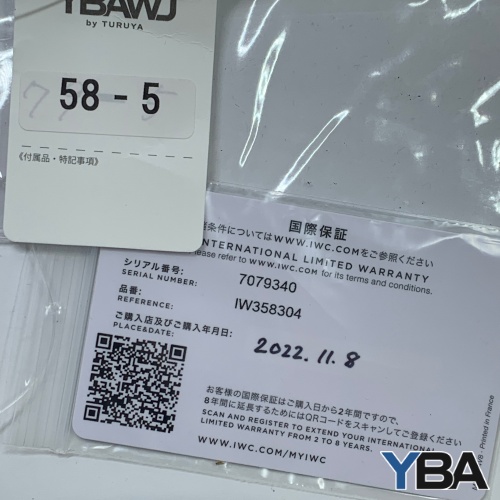 YBAWJ
by TURUYA
58 - 5
《付属品・特記事項》
国際保証
条件についてはWWW.IWC.COMをご参照ください
INTERNATIONAL LIMITED WARRANTY
Please refer to www.iwc.com for its terms and conditions.
シリアル番号:
SERIAL NUMBER: 7079340
品番:
REFERENCE: IW358304
ご購入店及びご購入年月日:
PLACE&DATE: 2022.11.8
お客様の国際保証はご購入日から2年間ですので、
8年間に延長するためにはQRコードをスキャンしてご登録ください
SCAN AND REGISTER TO EXTEND YOUR INTERNATIONAL
LIMITED WARRANTY FROM 2 TO 8 YEARS.
WWW.IWC.COM/MYIWC
Printed in France
YBA